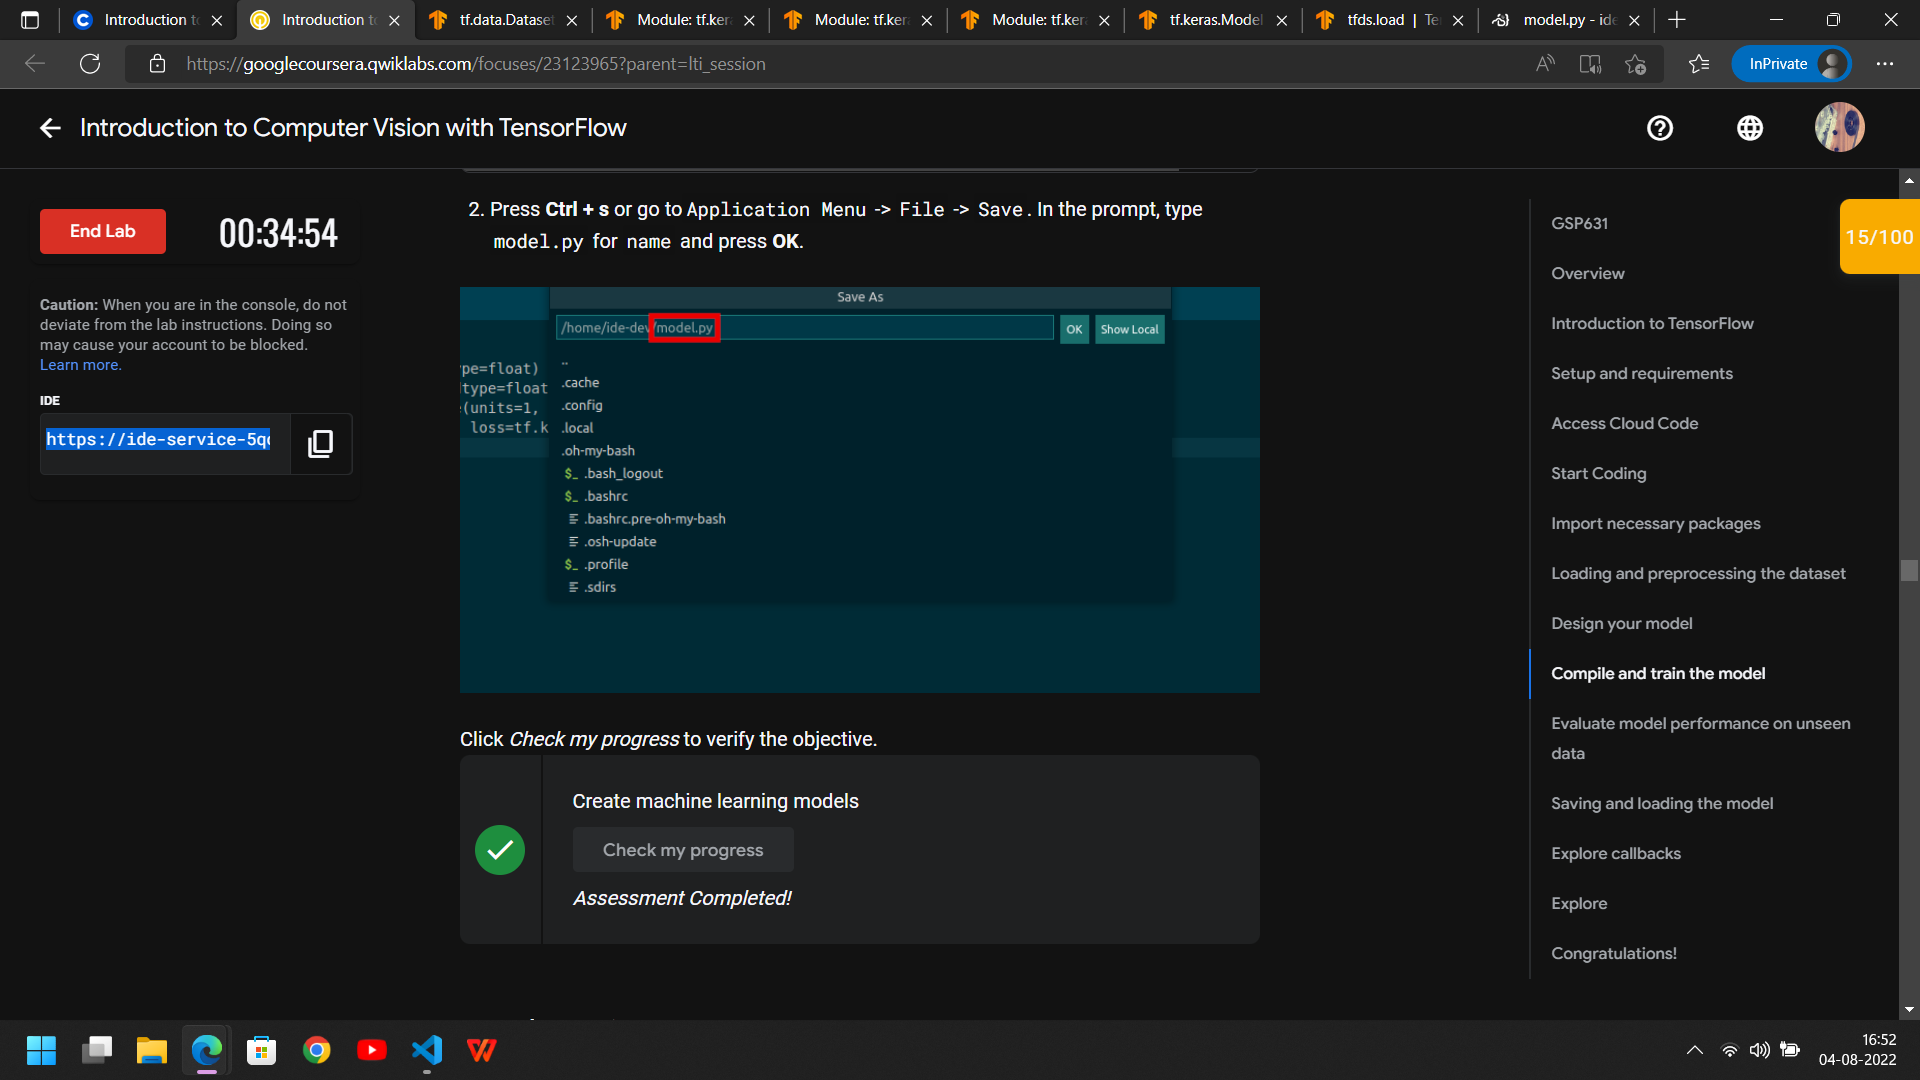 Introduction to
Introduction to
tf.data.Dataset
Module: tf.kera
Module: tf.kera
Module: tf.kera
tf.keras.Model
tfds.load | Te
model.py - ide
https://googlecoursera.qwiklabs.com/focuses/23123965?parent=lti_session
InPrivate
Introduction to Computer Vision with TensorFlow
End Lab
00:34:54
Caution: When you are in the console, do not
deviate from the lab instructions. Doing so
may cause your account to be blocked.
Learn more.
IDE
https://ide-service-5qc
2. Press Ctrl + s or go to Application Menu -> File -> Save. In the prompt, type
model.py for name and press OK.
Save As
/home/ide-dev/model.py
OK
Show Local
pe=float)
dtype=float
(units=1,
loss=tf.k
..
.cache
.config
.local
.oh-my-bash
$_ .bash_logout
$_ .bashrc
.bashrc.pre-oh-my-bash
.osh-update
$_ .profile
.sdirs
Click Check my progress to verify the objective.
Create machine learning models
Check my progress
Assessment Completed!
15/100
GSP631
Overview
Introduction to TensorFlow
Setup and requirements
Access Cloud Code
Start Coding
Import necessary packages
Loading and preprocessing the dataset
Design your model
Compile and train the model
Evaluate model performance on unseen
data
Saving and loading the model
Explore callbacks
Explore
Congratulations!
16:52
04-08-2022